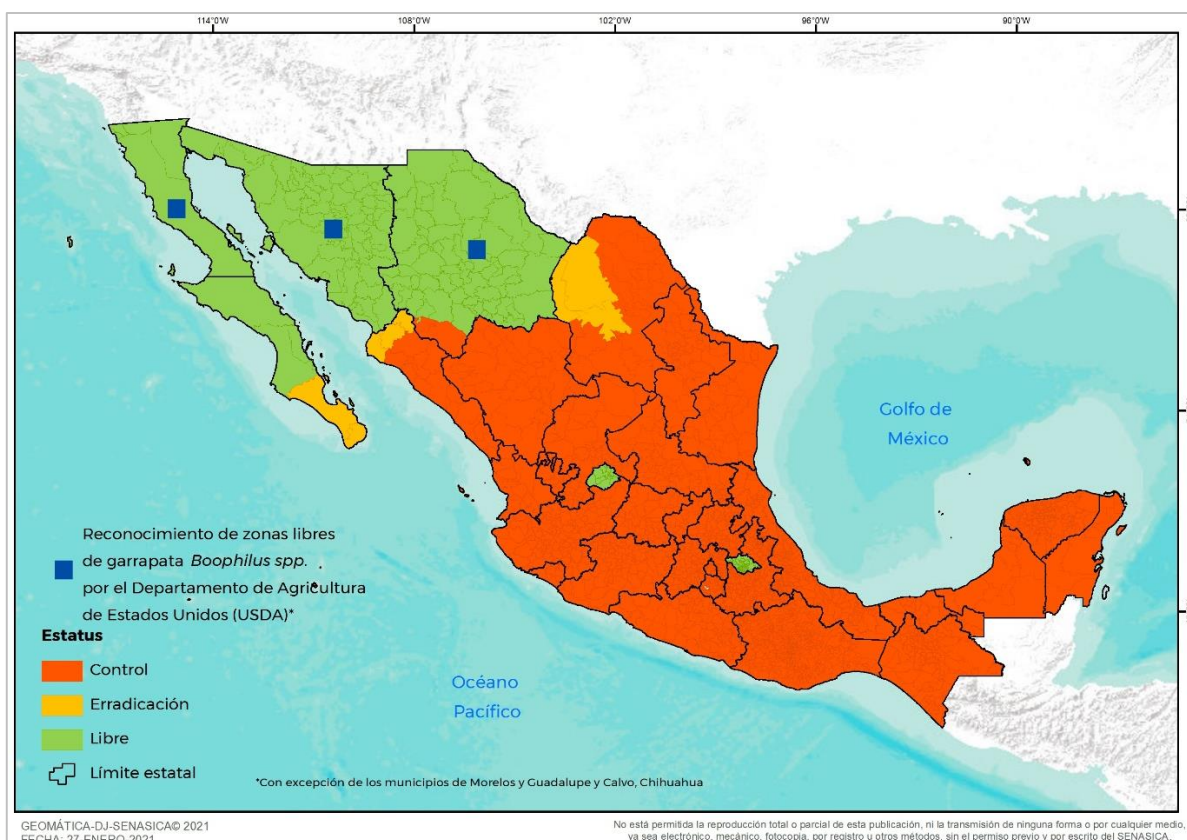 114°0'W 108°0'W 102°0'W 96°0'W 90°0'W
Golfo de
México
Reconocimiento de zonas libres
de garrapata Boophilus spp.
por el Departamento de Agricultura
de Estados Unidos (USDA)*
Estatus
Control
Erradicación
Libre
Límite estatal
Océano
Pacífico
*Con excepción de los municipios de Morelos y Guadalupe y Calvo, Chihuahua
GEOMÁTICA-DJ-SENASICA© 2021
FECHA: 27-ENERO-2021
No está permitida la reproducción total o parcial de esta publicación, ni la transmisión de ninguna forma o por cualquier medio,
ya sea electrónico, mecánico, fotocopia, por registro u otros métodos, sin el permiso previo y por escrito del SENASICA.